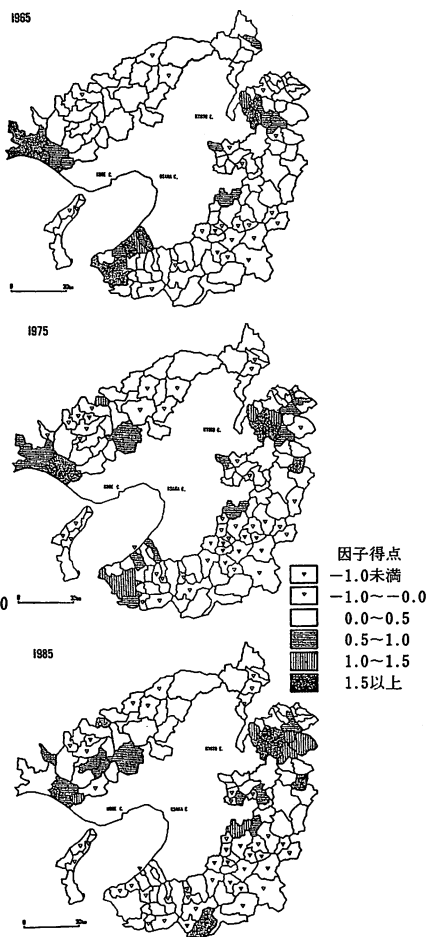 1965
KYOTO C.
KOBE C.
OSAKA C.
0
30km
1975
KYOTO C.
KOBE C.
OSAKA C.
0
30km
因子得点
−1.0未満
−1.0〜−0.0
0.0〜0.5
0.5〜1.0
1.0〜1.5
1.5以上
0
1985
KYOTO C.
KOBE C.
OSAKA C.
0
30km